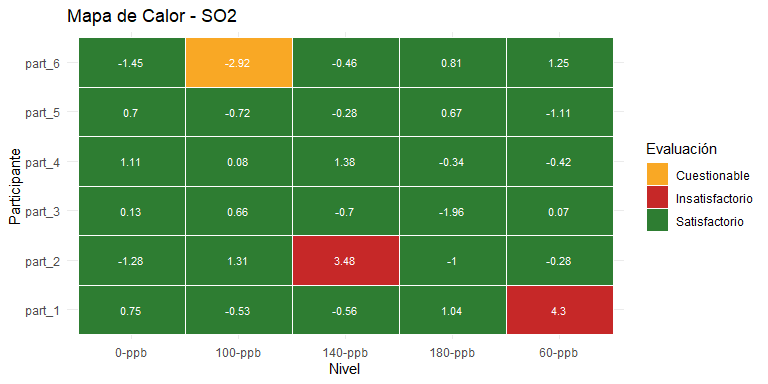 Mapa de Calor - SO2
Participante
part_6 -1.45 -2.92 -0.46 0.81 1.25
part_5 0.7 -0.72 -0.28 0.67 -1.11
part_4 1.11 0.08 1.38 -0.34 -0.42
part_3 0.13 0.66 -0.7 -1.96 0.07
part_2 -1.28 1.31 3.48 -1 -0.28
part_1 0.75 -0.53 -0.56 1.04 4.3
0-ppb 100-ppb 140-ppb 180-ppb 60-ppb
Nivel
Evaluación
Cuestionable
Insatisfactorio
Satisfactorio